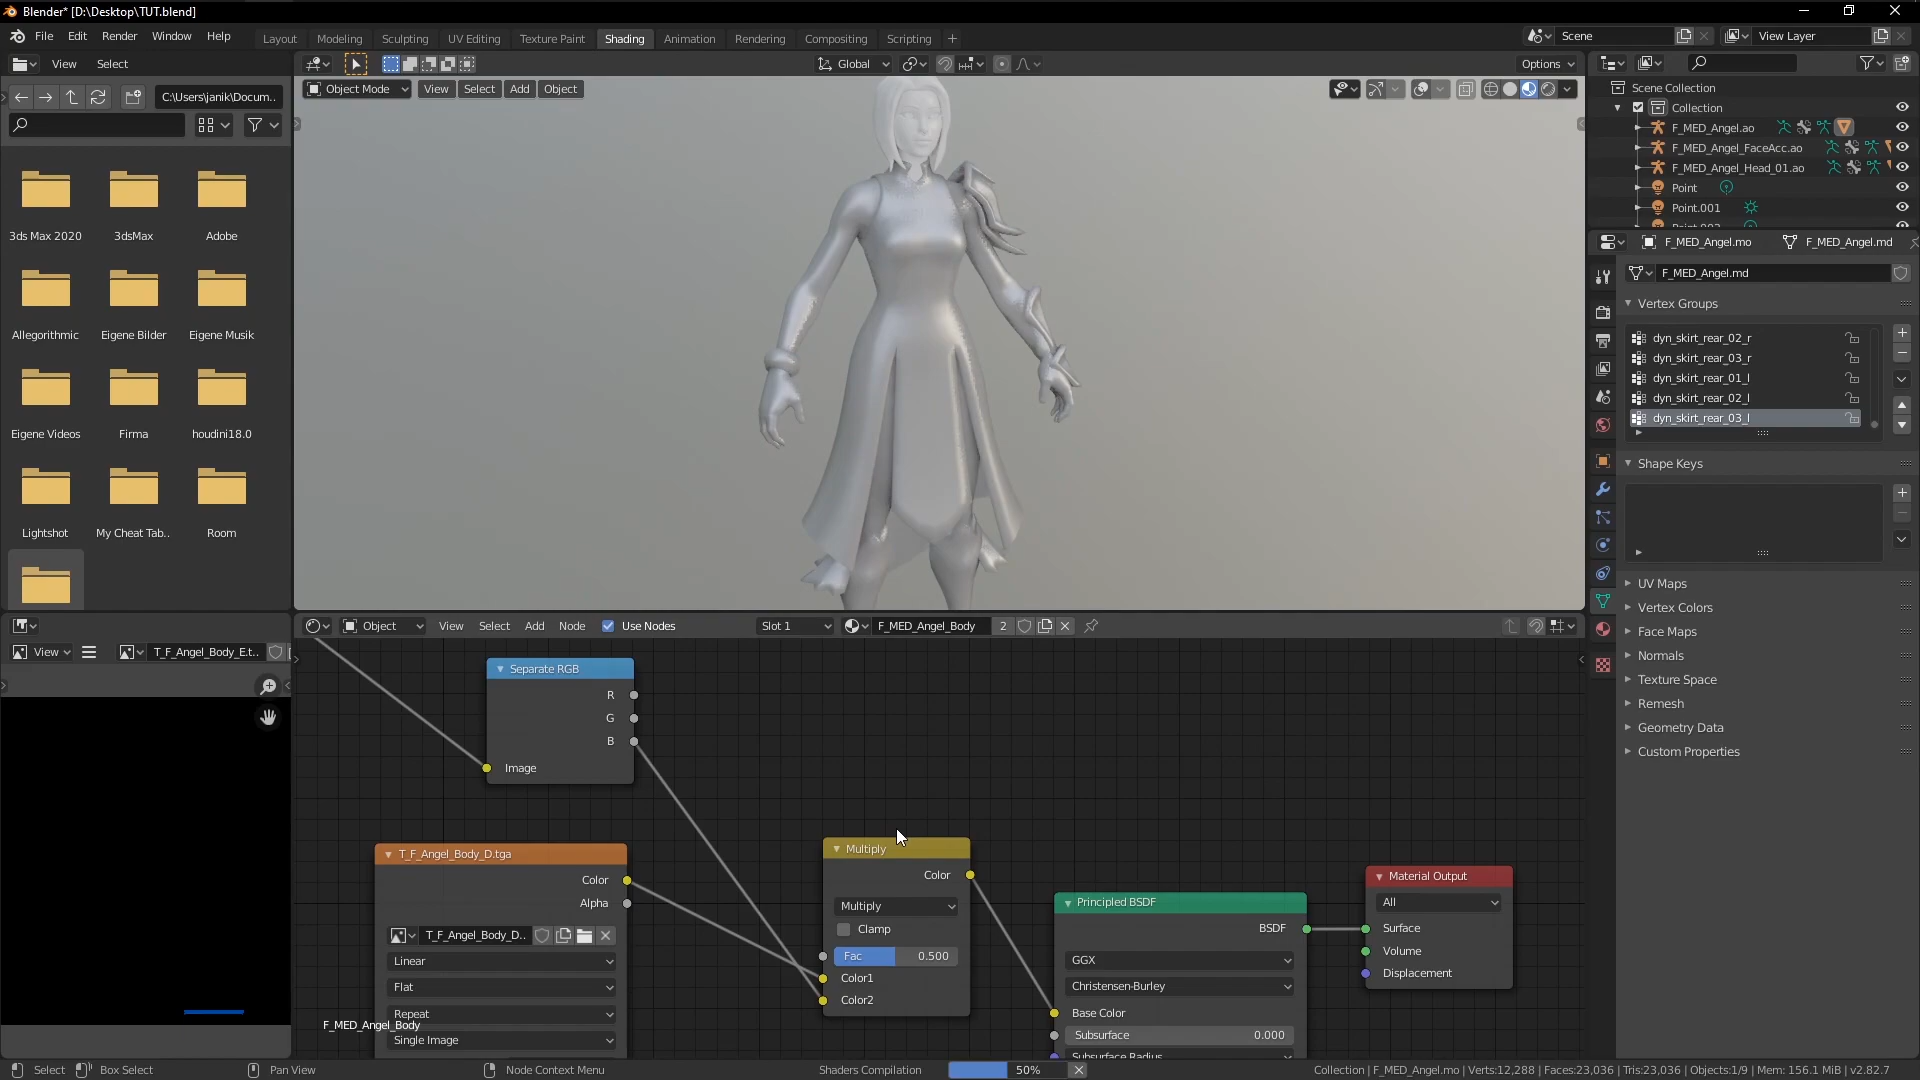 Blender* [D:\Desktop\TUT.blend]
File Edit Render Window Help
Layout Modeling Sculpting UV Editing Texture Paint Shading Animation Rendering Compositing Scripting
Scene View Layer
View Select
Global Options
C:\Users\janik\Docum..
Object Mode View Select Add Object
3ds Max 2020 3dsMax Adobe
Allegorithmic Eigene Bilder Eigene Musik
Eigene Videos Firma houdini18.0
Lightshot My Cheat Tab.. Room
Scene Collection
Collection
F_MED_Angel.ao
F_MED_Angel_FaceAcc.ao
F_MED_Angel_Head_01.ao
Point
Point.001
F_MED_Angel.mo F_MED_Angel.md
F_MED_Angel.md
Vertex Groups
dyn_skirt_rear_02_r
dyn_skirt_rear_03_r
dyn_skirt_rear_01_l
dyn_skirt_rear_02_l
dyn_skirt_rear_03_l
Shape Keys
UV Maps
Vertex Colors
Face Maps
Normals
Texture Space
Remesh
Geometry Data
Custom Properties
Object View Select Add Node Use Nodes Slot 1 F_MED_Angel_Body 2
View T_F_Angel_Body_E.t..
Separate RGB
R
G
B
Image
T_F_Angel_Body_D.tga
Color
Alpha
T_F_Angel_Body_D..
Linear
Flat
Repeat
Single Image
F_MED_Angel_Body
Multiply
Color
Multiply
Clamp
Fac 0.500
Color1
Color2
Principled BSDF
BSDF
GGX
Christensen-Burley
Base Color
Subsurface 0.000
Subsurface Radius
Material Output
All
Surface
Volume
Displacement
Select Box Select Pan View Node Context Menu Shaders Compilation 50% Collection | F_MED_Angel.mo | Verts:12,288 | Faces:23,036 | Tris:23,036 | Objects:1/9 | Mem: 156.1 MiB | v2.82.7